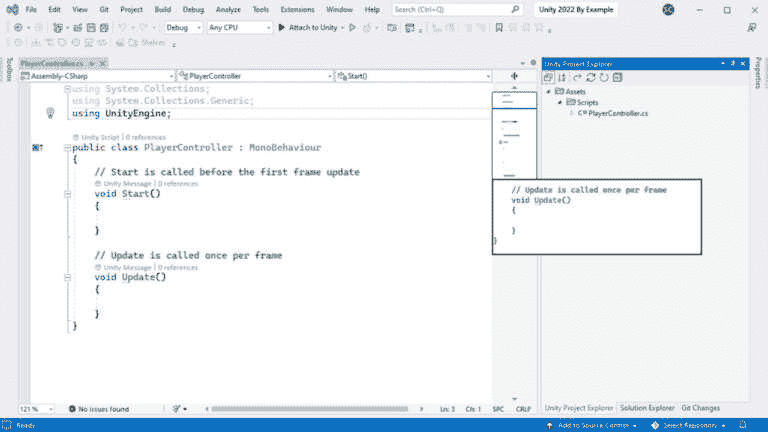 File Edit View Git Project Build Debug Analyze Tools Extensions Window Help Search (Ctrl+Q) Unity 2022 By Example SC
Debug Any CPU Attach to Unity
Shelves
PlayerController.cs Unity Project Explorer
Assembly-CSharp PlayerController Start()
Toolbox
Properties
using System.Collections;
using System.Collections.Generic;
using UnityEngine;
Unity Script | 0 references
public class PlayerController : MonoBehaviour
{
// Start is called before the first frame update
Unity Message | 0 references
void Start()
{
}
// Update is called once per frame
Unity Message | 0 references
void Update()
{
}
}
// Update is called once per frame
void Update()
{
}
}
Assets
Scripts
C# PlayerController.cs
121 % No issues found Ln: 3 Ch: 1 SPC CRLF
Unity Project Explorer Solution Explorer Git Changes
Ready Add to Source Control Select Repository